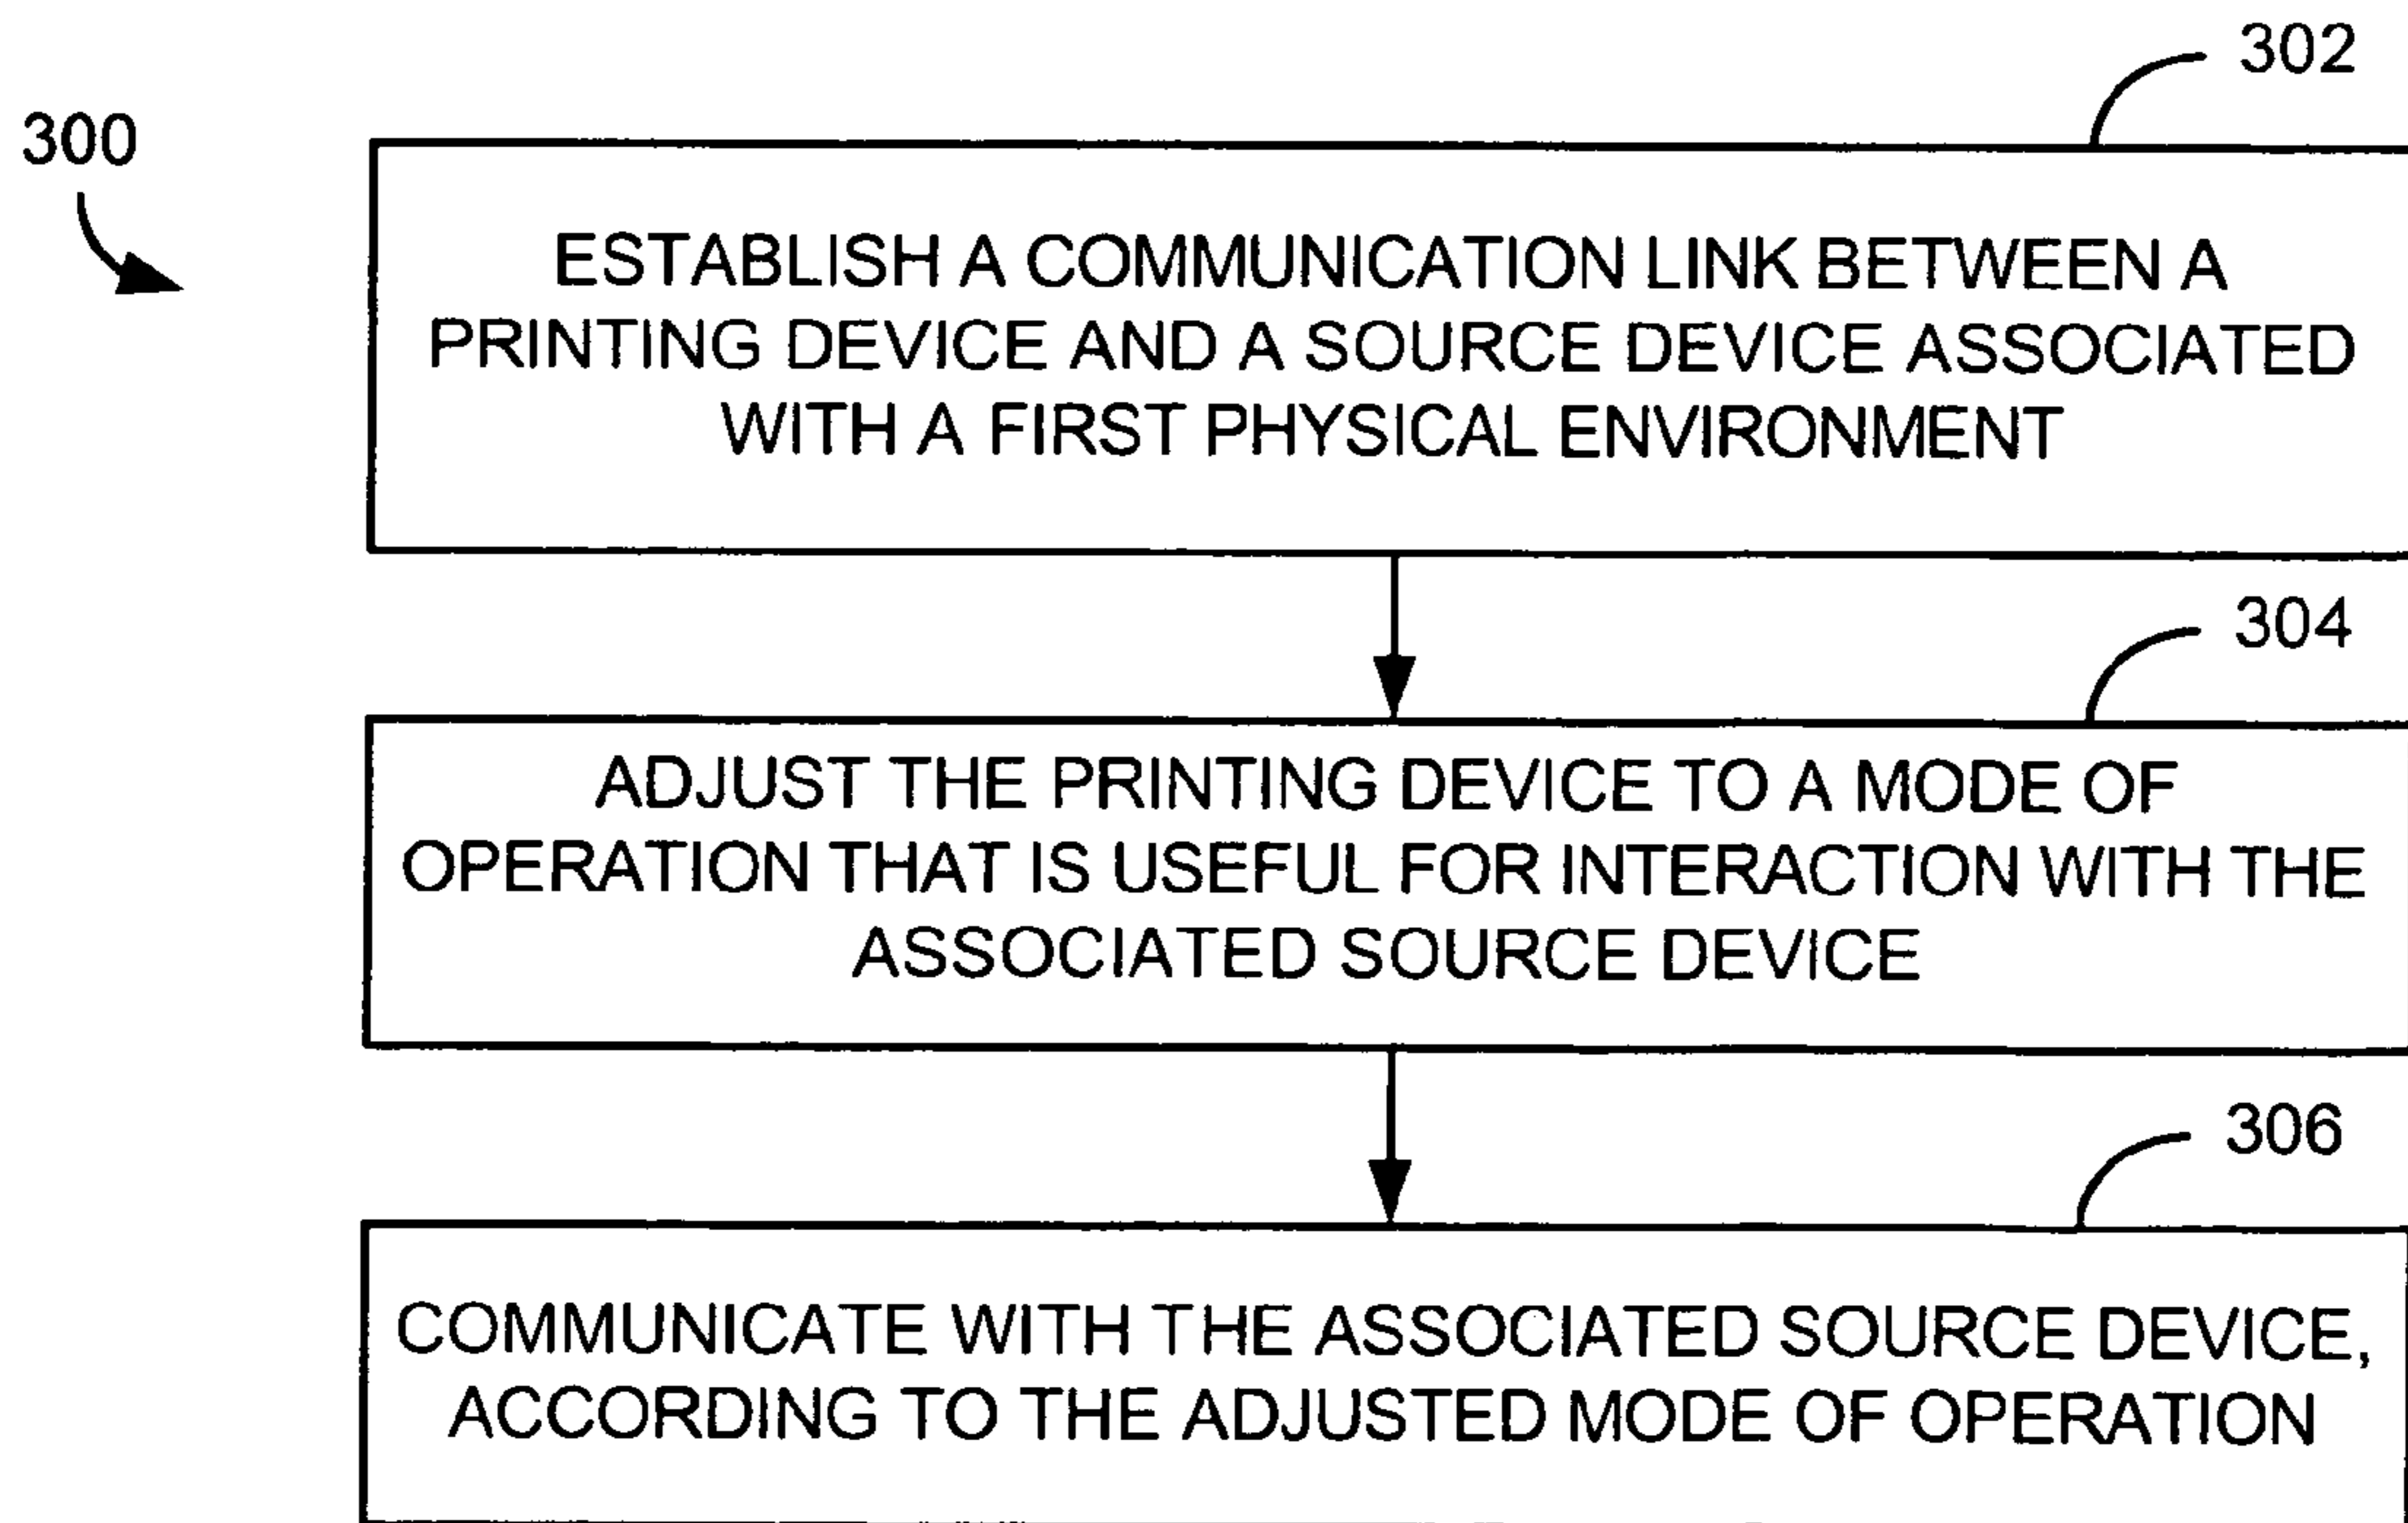 302
300
ESTABLISH A COMMUNICATION LINK BETWEEN A
PRINTING DEVICE AND A SOURCE DEVICE ASSOCIATED
WITH A FIRST PHYSICAL ENVIRONMENT
304
ADJUST THE PRINTING DEVICE TO A MODE OF
OPERATION THAT IS USEFUL FOR INTERACTION WITH THE
ASSOCIATED SOURCE DEVICE
306
COMMUNICATE WITH THE ASSOCIATED SOURCE DEVICE,
ACCORDING TO THE ADJUSTED MODE OF OPERATION